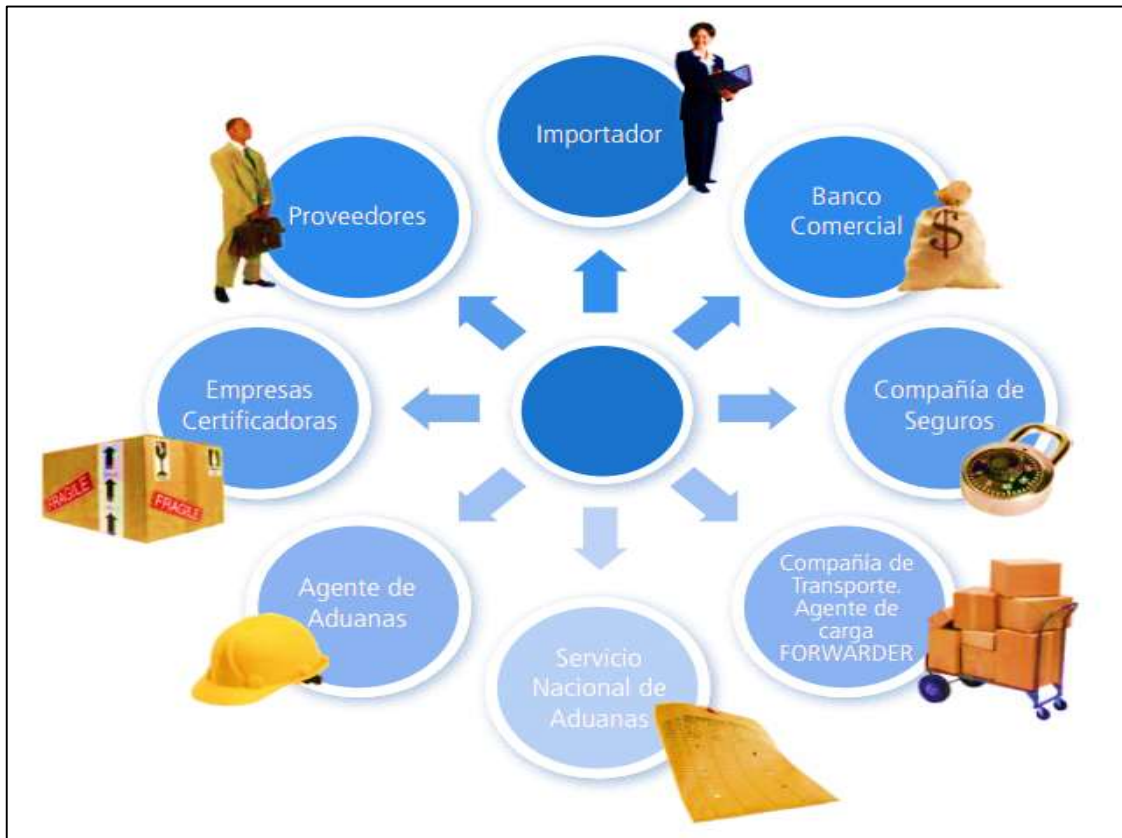 Importador
Banco
Comercial
Compañía de
Seguros
Compañía de
Transporte.
Agente de
carga
FORWARDER
Servicio
Nacional de
Aduanas
Agente de
Aduanas
Empresas
Certificadoras
Proveedores
$
FRAGILE
FRAGILE